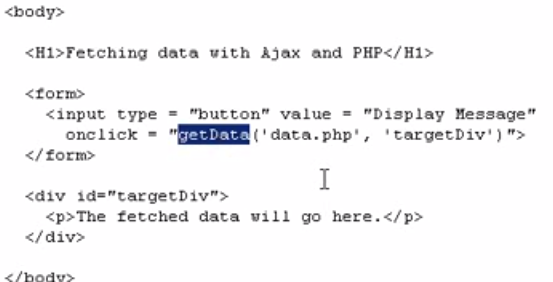 <body>
<H1>Fetching data with Ajax and PHP</H1>
<form>
<input type = "button" value = "Display Message"
onclick = "getData('data.php', 'targetDiv')">
</form>
<div id="targetDiv">
<p>The fetched data will go here.</p>
</div>
</body>